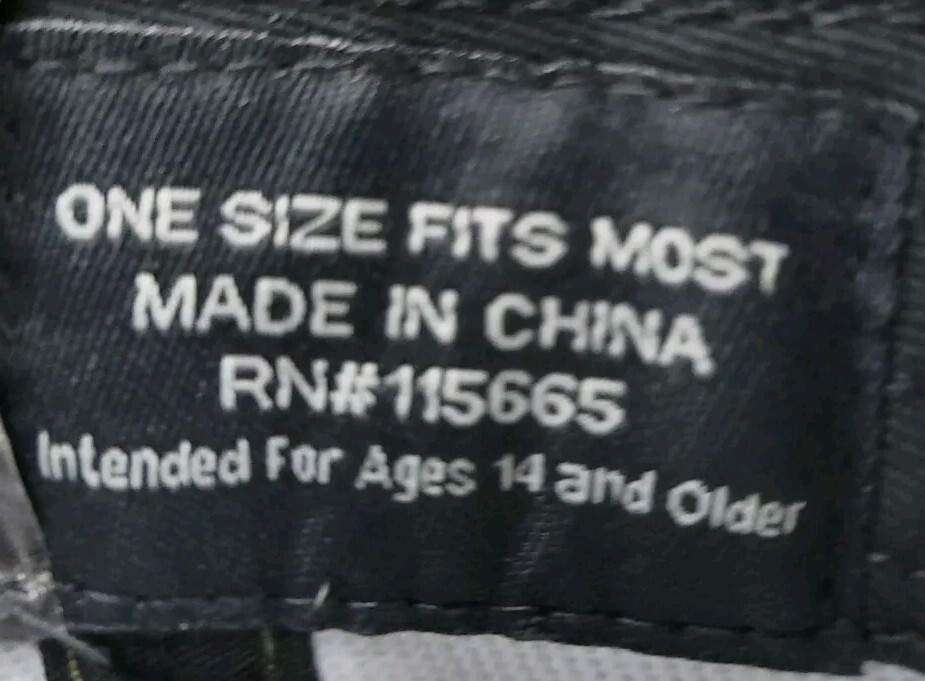 ONE SIZE FITS MOST
MADE IN CHINA
RN#115665
Intended For Ages 14 and Older